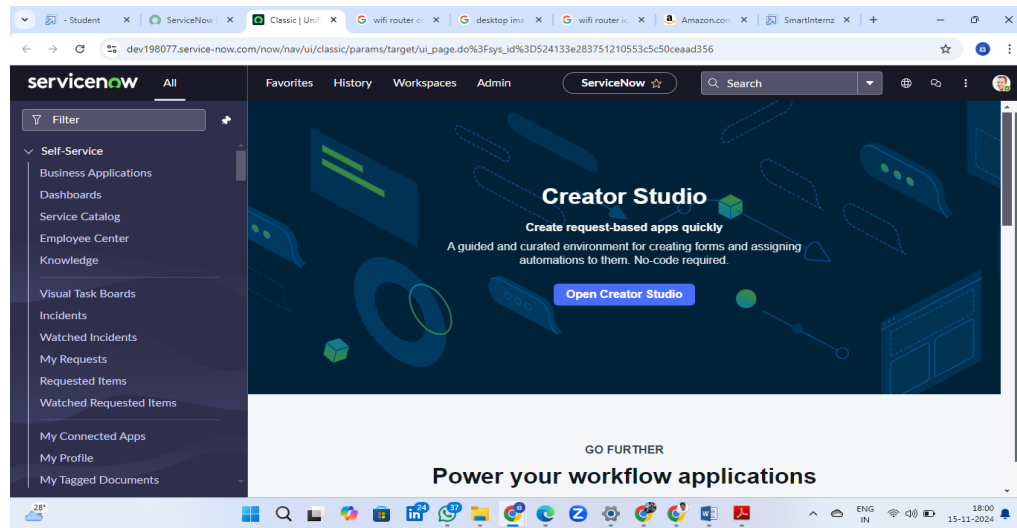 - Student
ServiceNow
Classic | Unif
wifi router o
desktop ima
wifi router ic
Amazon.com
SmartInternz
dev198077.service-now.com/now/nav/ui/classic/params/target/ui_page.do%3Fsys_id%3D524133e283751210553c5c50ceaad356
servicenow All Favorites History Workspaces Admin ServiceNow Search
Filter
Self-Service
Business Applications
Dashboards
Service Catalog
Employee Center
Knowledge
Visual Task Boards
Incidents
Watched Incidents
My Requests
Requested Items
Watched Requested Items
My Connected Apps
My Profile
My Tagged Documents
Creator Studio
Create request-based apps quickly
A guided and curated environment for creating forms and assigning
automations to them. No-code required.
Open Creator Studio
GO FURTHER
Power your workflow applications
28°
24
37
ENG
IN
18:00
15-11-2024